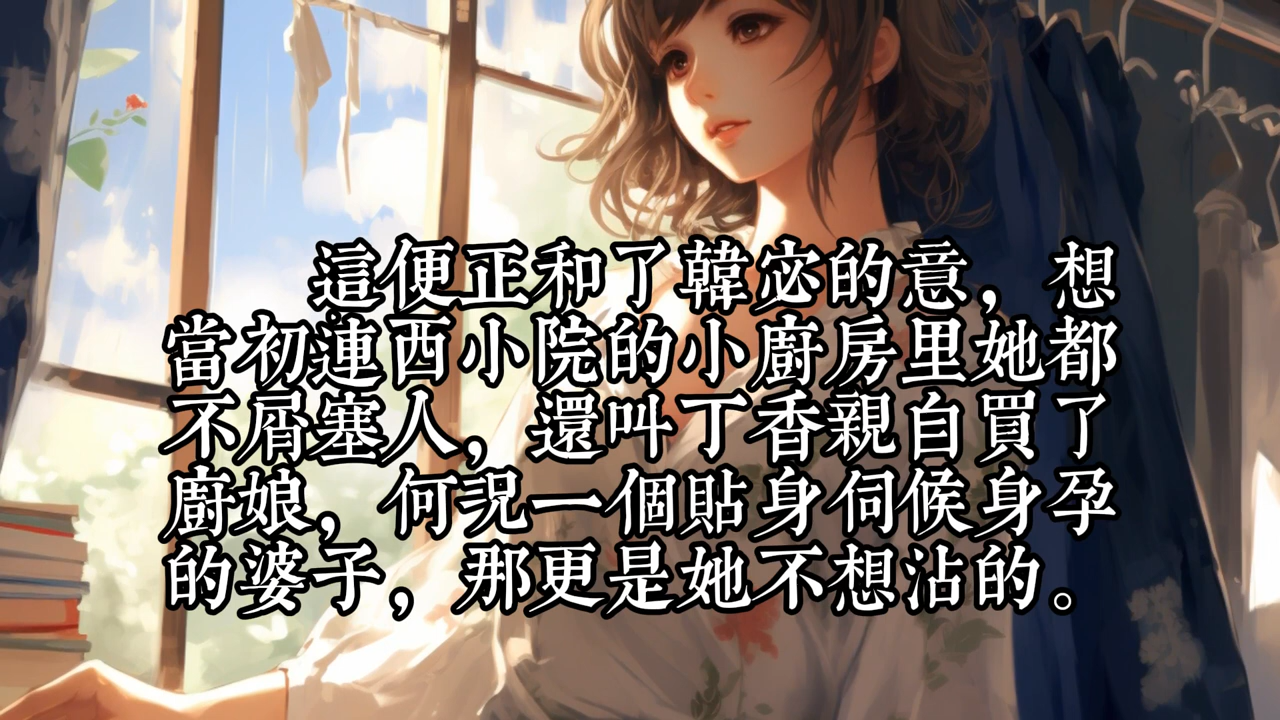 這便正和了韓宓的意，想
當初連西小院的小廚房里她都
不屑塞人，還叫丁香親自買了
廚娘，何況一個貼身伺候身孕
的婆子，那更是她不想沾的。